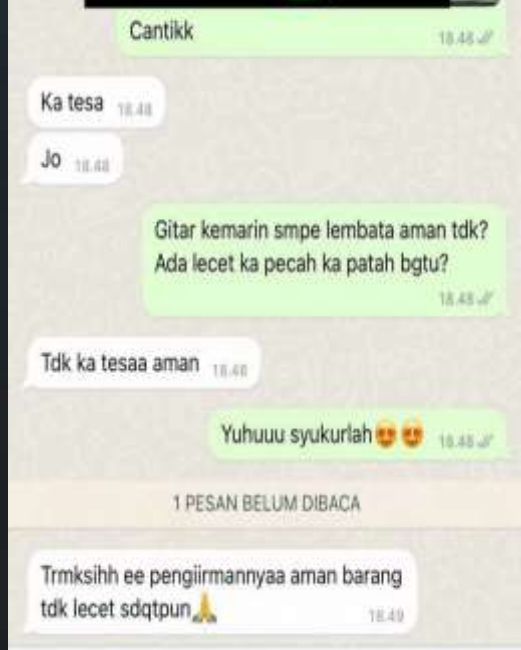 Cantikk
18.48
Ka tesa 18.48
Jo 18.48
Gitar kemarin smpe lembata aman tdk?
Ada lecet ka pecah ka patah bgtu?
18.48
Tdk ka tesaa aman 18.48
Yuhuuu syukurlah😍😍 18.48
1 PESAN BELUM DIBACA
Trmksihh ee pengiirmannyaa aman barang
tdk lecet sdqtpun🙏
18.49